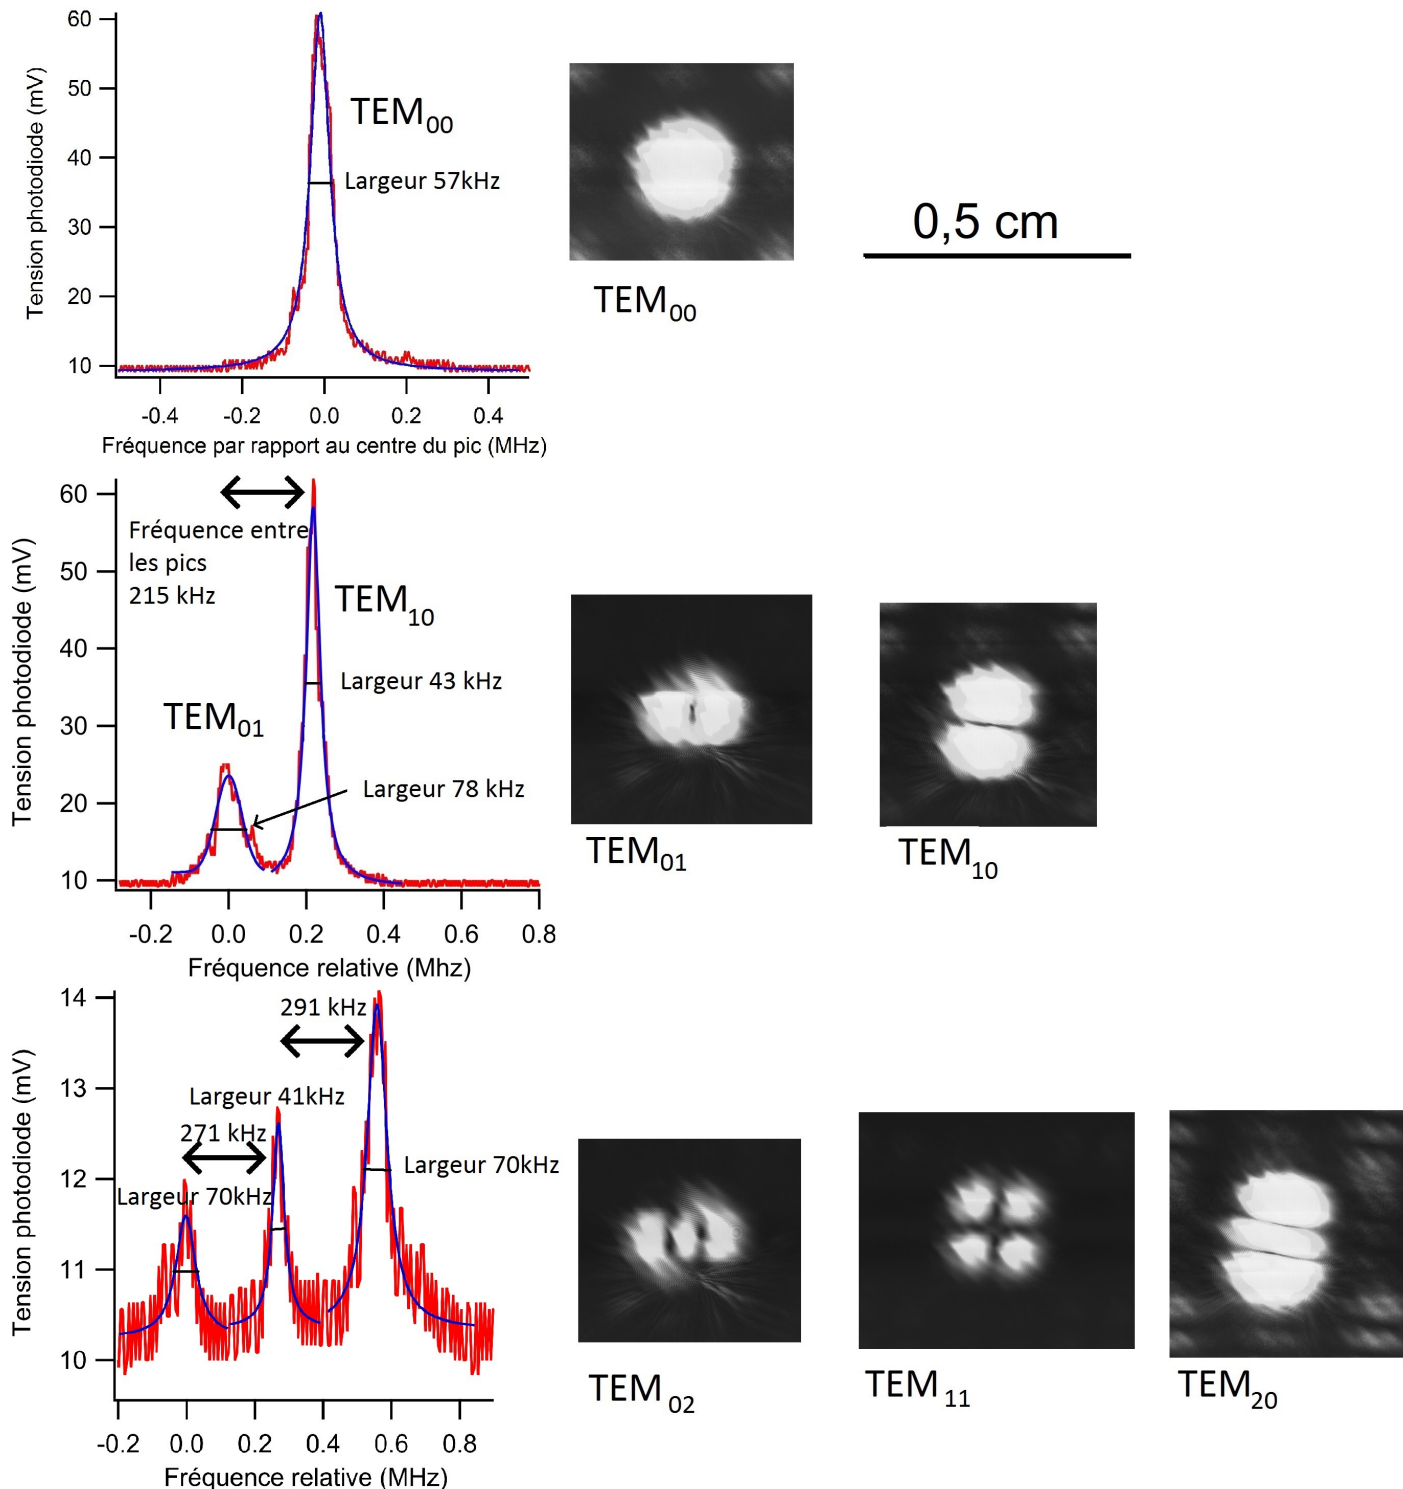 60
50
40
30
20
10
Tension photodiode (mV)
TEM00
Largeur 57kHz
-0.4 -0.2 0.0 0.2 0.4
Fréquence par rapport au centre du pic (MHz)
TEM00
0,5 cm
60
50
40
30
20
10
Tension photodiode (mV)
Fréquence entre
les pics
215 kHz
TEM10
Largeur 43 kHz
TEM01
Largeur 78 kHz
-0.2 0.0 0.2 0.4 0.6 0.8
Fréquence relative (Mhz)
TEM01
TEM10
14
13
12
11
10
Tension photodiode (mV)
291 kHz
Largeur 41kHz
271 kHz
Largeur 70kHz
Largeur 70kHz
-0.2 0.0 0.2 0.4 0.6 0.8
Fréquence relative (MHz)
TEM02
TEM11
TEM20